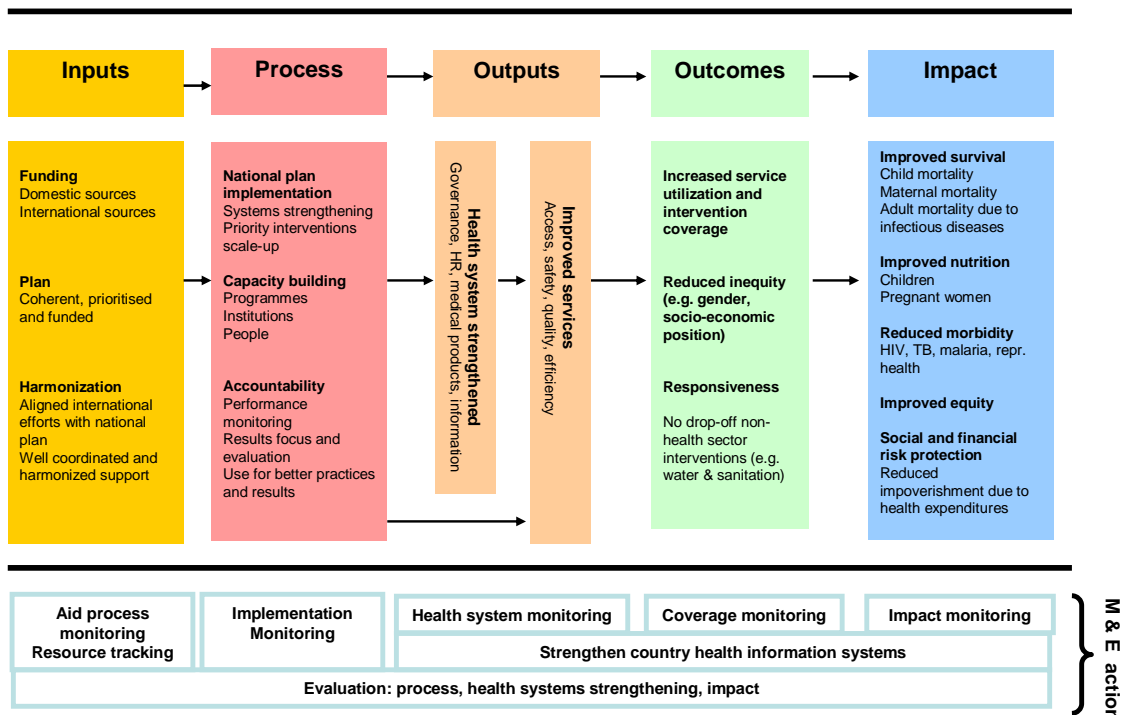 Inputs
Process
Outputs
Outcomes
Impact
Funding
Domestic sources
International sources
Plan
Coherent, prioritised
and funded
Harmonization
Aligned international
efforts with national
plan
Well coordinated and
harmonized support
National plan
implementation
Systems strengthening
Priority interventions
scale-up
Capacity building
Programmes
Institutions
People
Accountability
Performance
monitoring
Results focus and
evaluation
Use for better practices
and results
Health system strengthened
Governance, HR, medical products, information
Improved services
Access, safety, quality, efficiency
Increased service
utilization and
intervention
coverage
Reduced inequity
(e.g. gender,
socio-economic
position)
Responsiveness
No drop-off non-
health sector
interventions (e.g.
water & sanitation)
Improved survival
Child mortality
Maternal mortality
Adult mortality due to
infectious diseases
Improved nutrition
Children
Pregnant women
Reduced morbidity
HIV, TB, malaria, repr.
health
Improved equity
Social and financial
risk protection
Reduced
impoverishment due to
health expenditures
Aid process
monitoring
Resource tracking
Implementation
Monitoring
Health system monitoring
Coverage monitoring
Impact monitoring
Strengthen country health information systems
Evaluation: process, health systems strengthening, impact
M & E action